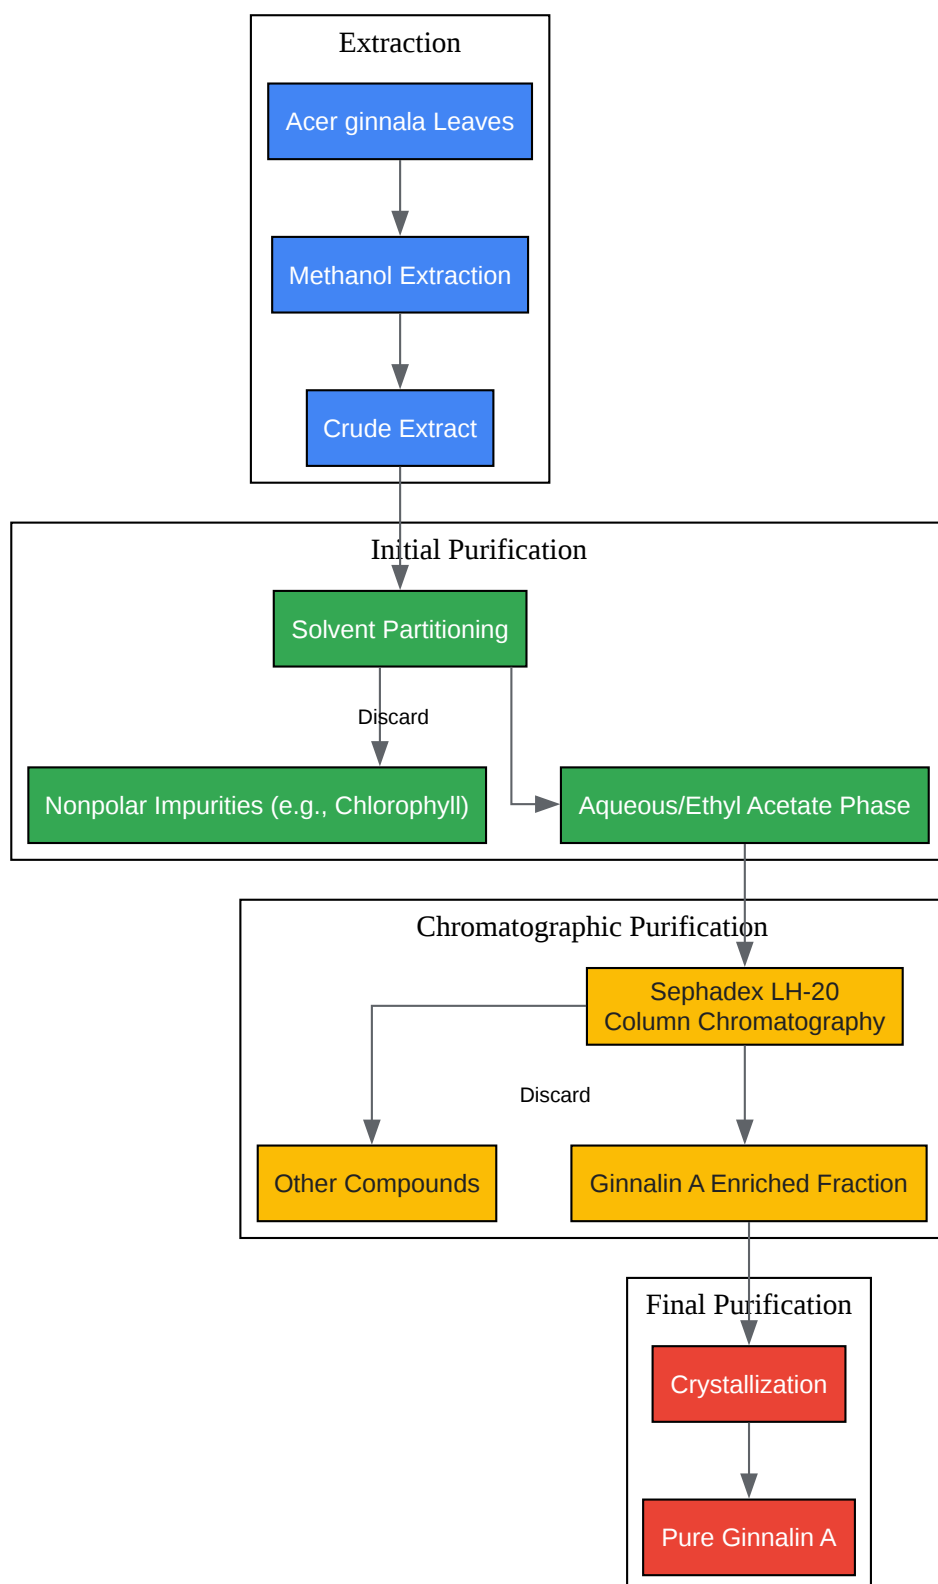 Extraction
Acer ginnala Leaves
Methanol Extraction
Crude Extract
Initial Purification
Solvent Partitioning
Discard
Nonpolar Impurities (e.g., Chlorophyll)
Aqueous/Ethyl Acetate Phase
Chromatographic Purification
Sephadex LH-20
Column Chromatography
Discard
Other Compounds
Ginnalin A Enriched Fraction
Final Purification
Crystallization
Pure Ginnalin A